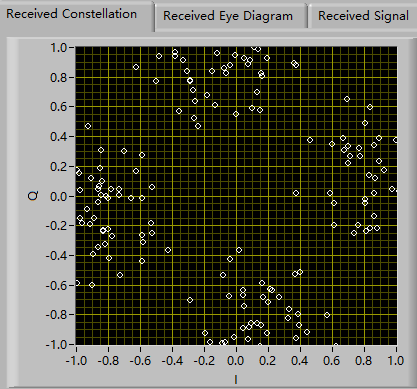 Received Constellation
Received Eye Diagram
Received Signal
1.0
0.8
0.6
0.4
0.2
0.0
-0.2
-0.4
-0.6
-0.8
-1.0
Q
-1.0 -0.8 -0.6 -0.4 -0.2 0.0 0.2 0.4 0.6 0.8 1.0
I